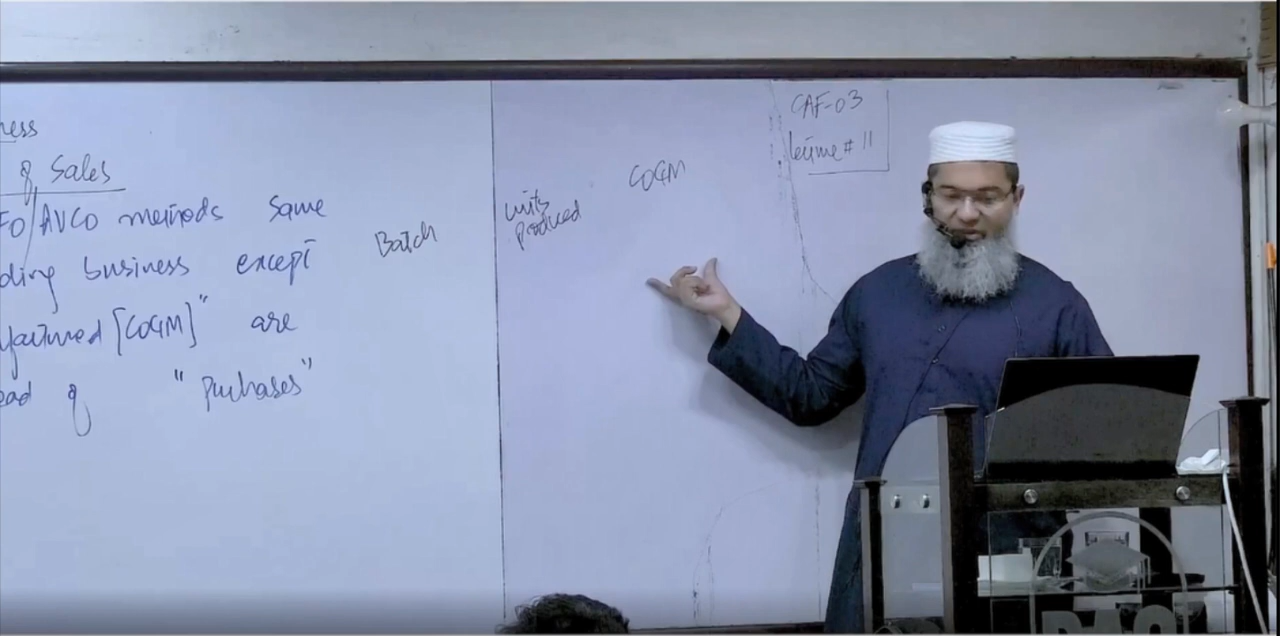 ness
of Sales
FO/AVCO methods same
ding business except
factured [COGM]" are
ead of "purchases"
Batch
units
produced
COGM
CAF-03
lecture # 11